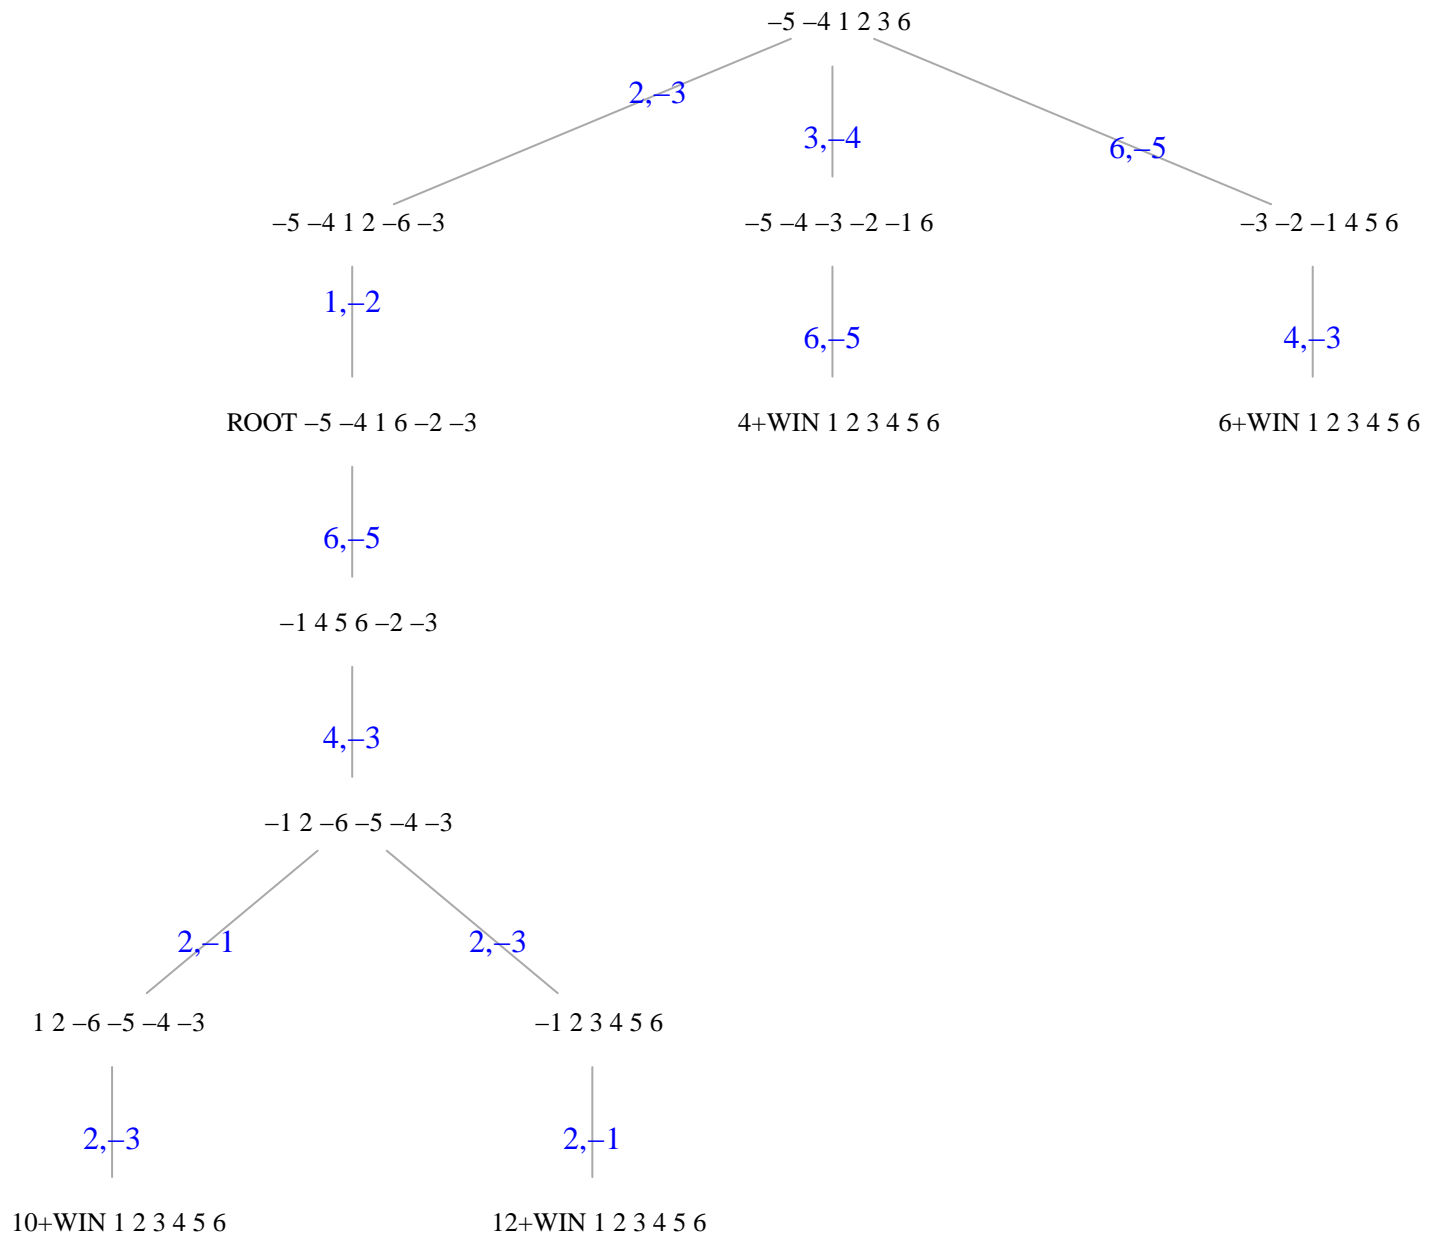 –5 –4 1 2 3 6
2,–3
3,–4
6,–5
–5 –4 1 2 –6 –3
–5 –4 –3 –2 –1 6
–3 –2 –1 4 5 6
1,–2
6,–5
4,–3
ROOT –5 –4 1 6 –2 –3
4+WIN 1 2 3 4 5 6
6+WIN 1 2 3 4 5 6
6,–5
–1 4 5 6 –2 –3
4,–3
–1 2 –6 –5 –4 –3
2,–1
2,–3
1 2 –6 –5 –4 –3
–1 2 3 4 5 6
2,–3
2,–1
10+WIN 1 2 3 4 5 6
12+WIN 1 2 3 4 5 6